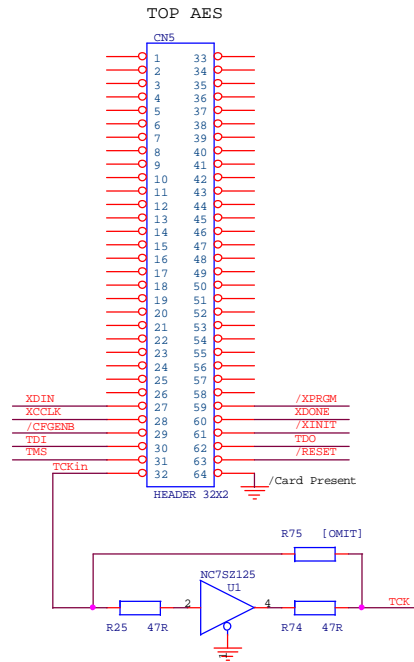 TOP AES
CN5
1 33
2 34
3 35
4 36
5 37
6 38
7 39
8 40
9 41
10 42
11 43
12 44
13 45
14 46
15 47
16 48
17 49
18 50
19 51
20 52
21 53
22 54
23 55
24 56
25 57
26 58
XDIN 27 59 /XPRGM
XCCLK 28 60 XDONE
/CFGENB 29 61 /XINIT
TDI 30 62 TDO
TMS 31 63 /RESET
TCKin 32 64 /Card Present
HEADER 32X2
R75 [OMIT]
NC7SZ125
U1
2 4 TCK
R25 47R R74 47R